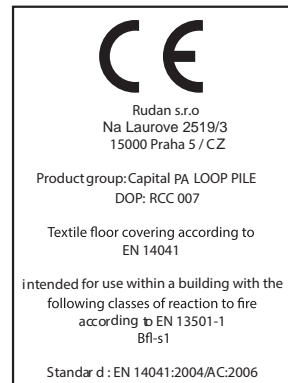 CE
Rudan s.r.o
Na Laurove 2519/3
15000 Praha 5 / CZ
Productgroup: Capital PA LOOP PILE
DOP: RCC 007
Textile floor covering according to
EN 14041
intended for use within a building with the
following classes of reaction to fire
according to EN 13501-1
Bfl-s1
Standard : EN 14041:2004/AC:2006